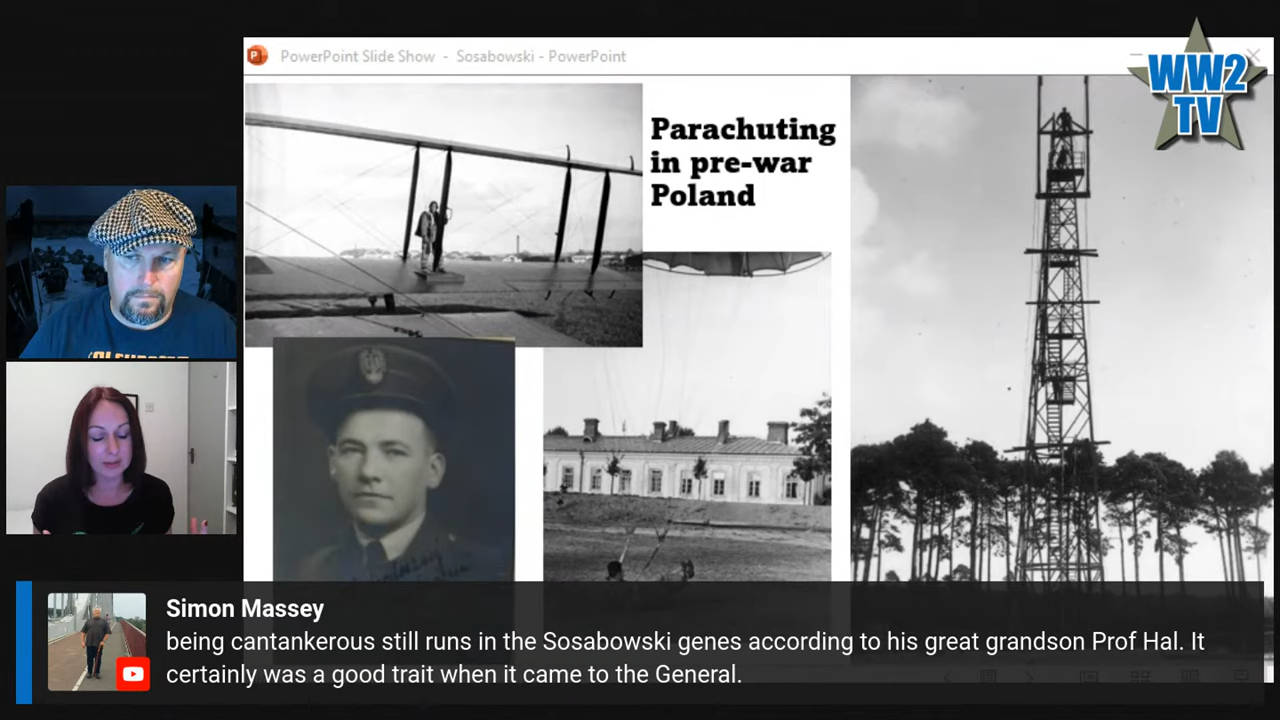 PowerPoint Slide Show - Sosabowski - PowerPoint
WW2
TV
Parachuting
in pre-war
Poland
Simon Massey
being cantankerous still runs in the Sosabowski genes according to his great grandson Prof Hal. It
certainly was a good trait when it came to the General.